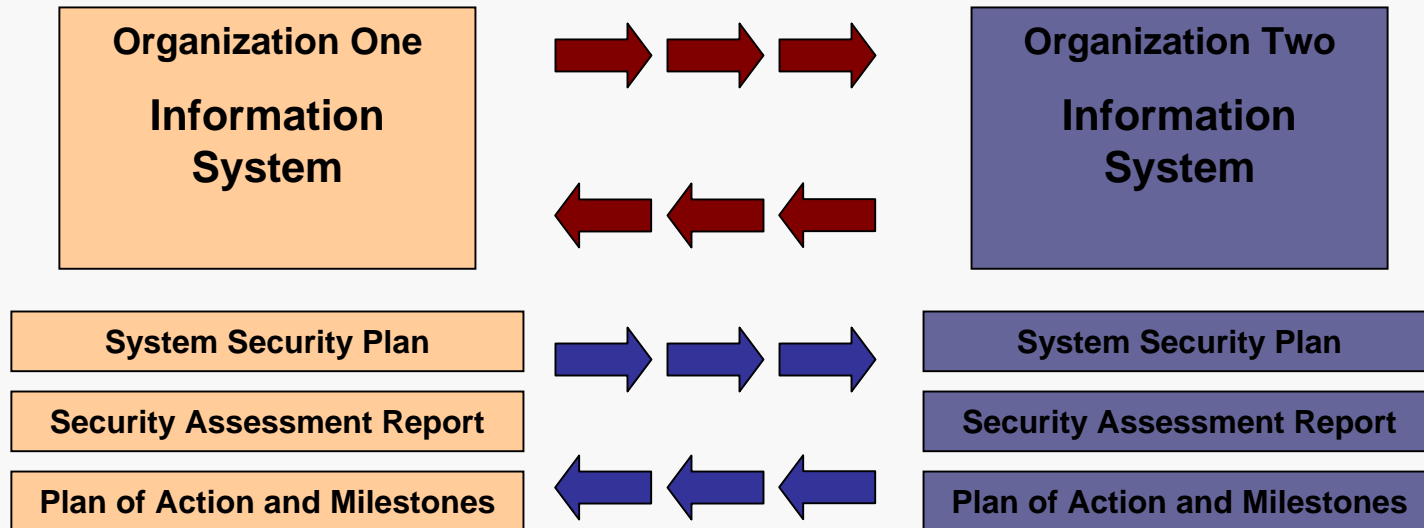 Organization One
Information
System
Organization Two
Information
System
System Security Plan
Security Assessment Report
Plan of Action and Milestones
System Security Plan
Security Assessment Report
Plan of Action and Milestones